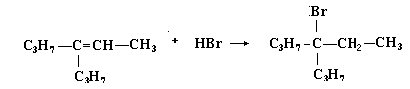 Br
C₃H₇—C=CH—CH₃ + HBr → C₃H₇—C—CH₂—CH₃
C₃H₇ C₃H₇